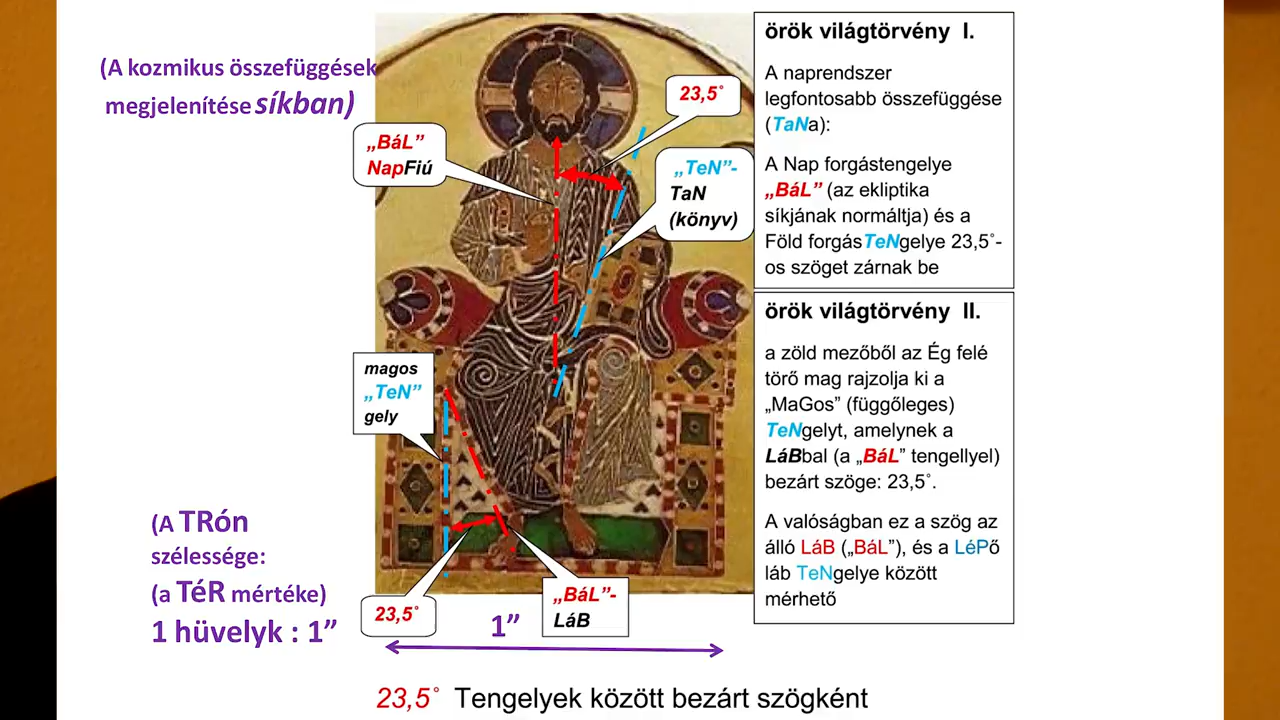 (A kozmikus összefüggések
megjelenítése síkban)
„BáL”
NapFiú
23,5˚
„TeN”-
TaN
(könyv)
magos
„TeN”
gely
(A TRón
szélessége:
(a TéR mértéke)
1 hüvelyk : 1”
23,5˚
„BáL”-
LáB
1”
örök világtörvény I.
A naprendszer
legfontosabb összefüggése
(TaNa):
A Nap forgástengelye
„BáL” (az ekliptika
síkjának normáltja) és a
Föld forgásTeNgelye 23,5˚-
os szöget zárnak be
örök világtörvény II.
a zöld mezőből az Ég felé
törő mag rajzolja ki a
„MaGos” (függőleges)
TeNgelyt, amelynek a
LáBbal (a „BáL” tengellyel)
bezárt szöge: 23,5˚.
A valóságban ez a szög az
álló LáB („BáL”), és a LéPő
láb TeNgelye között
mérhető
23,5˚ Tengelyek között bezárt szögként